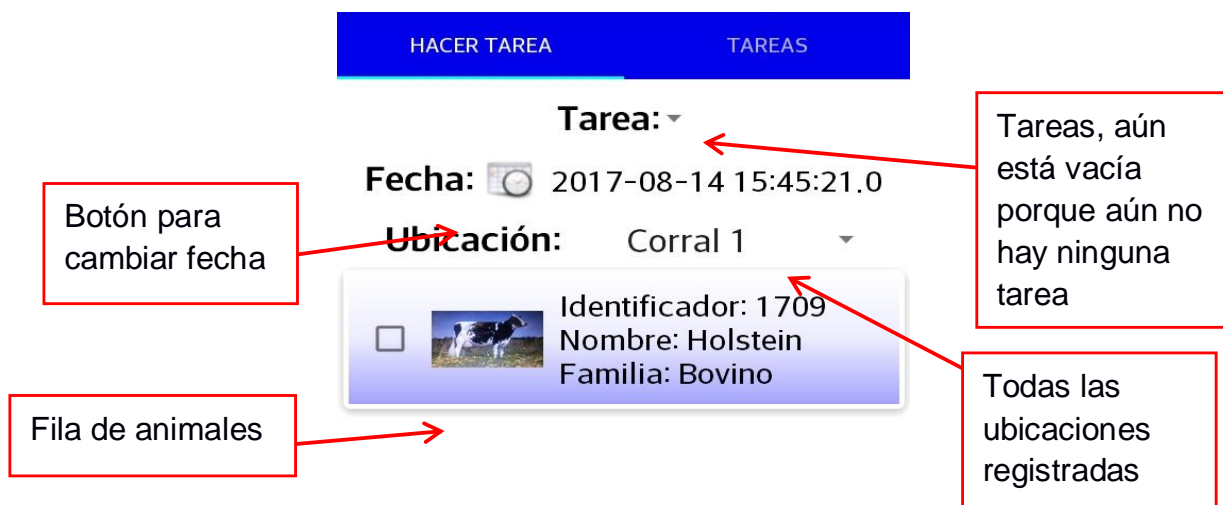 HACER TAREA
TAREAS
Tarea:
Fecha: 2017-08-14 15:45:21.0
Ubicación: Corral 1
Identificador: 1709
Nombre: Holstein
Familia: Bovino
Botón para
cambiar fecha
Fila de animales
Tareas, aún
está vacía
porque aún no
hay ninguna
tarea
Todas las
ubicaciones
registradas